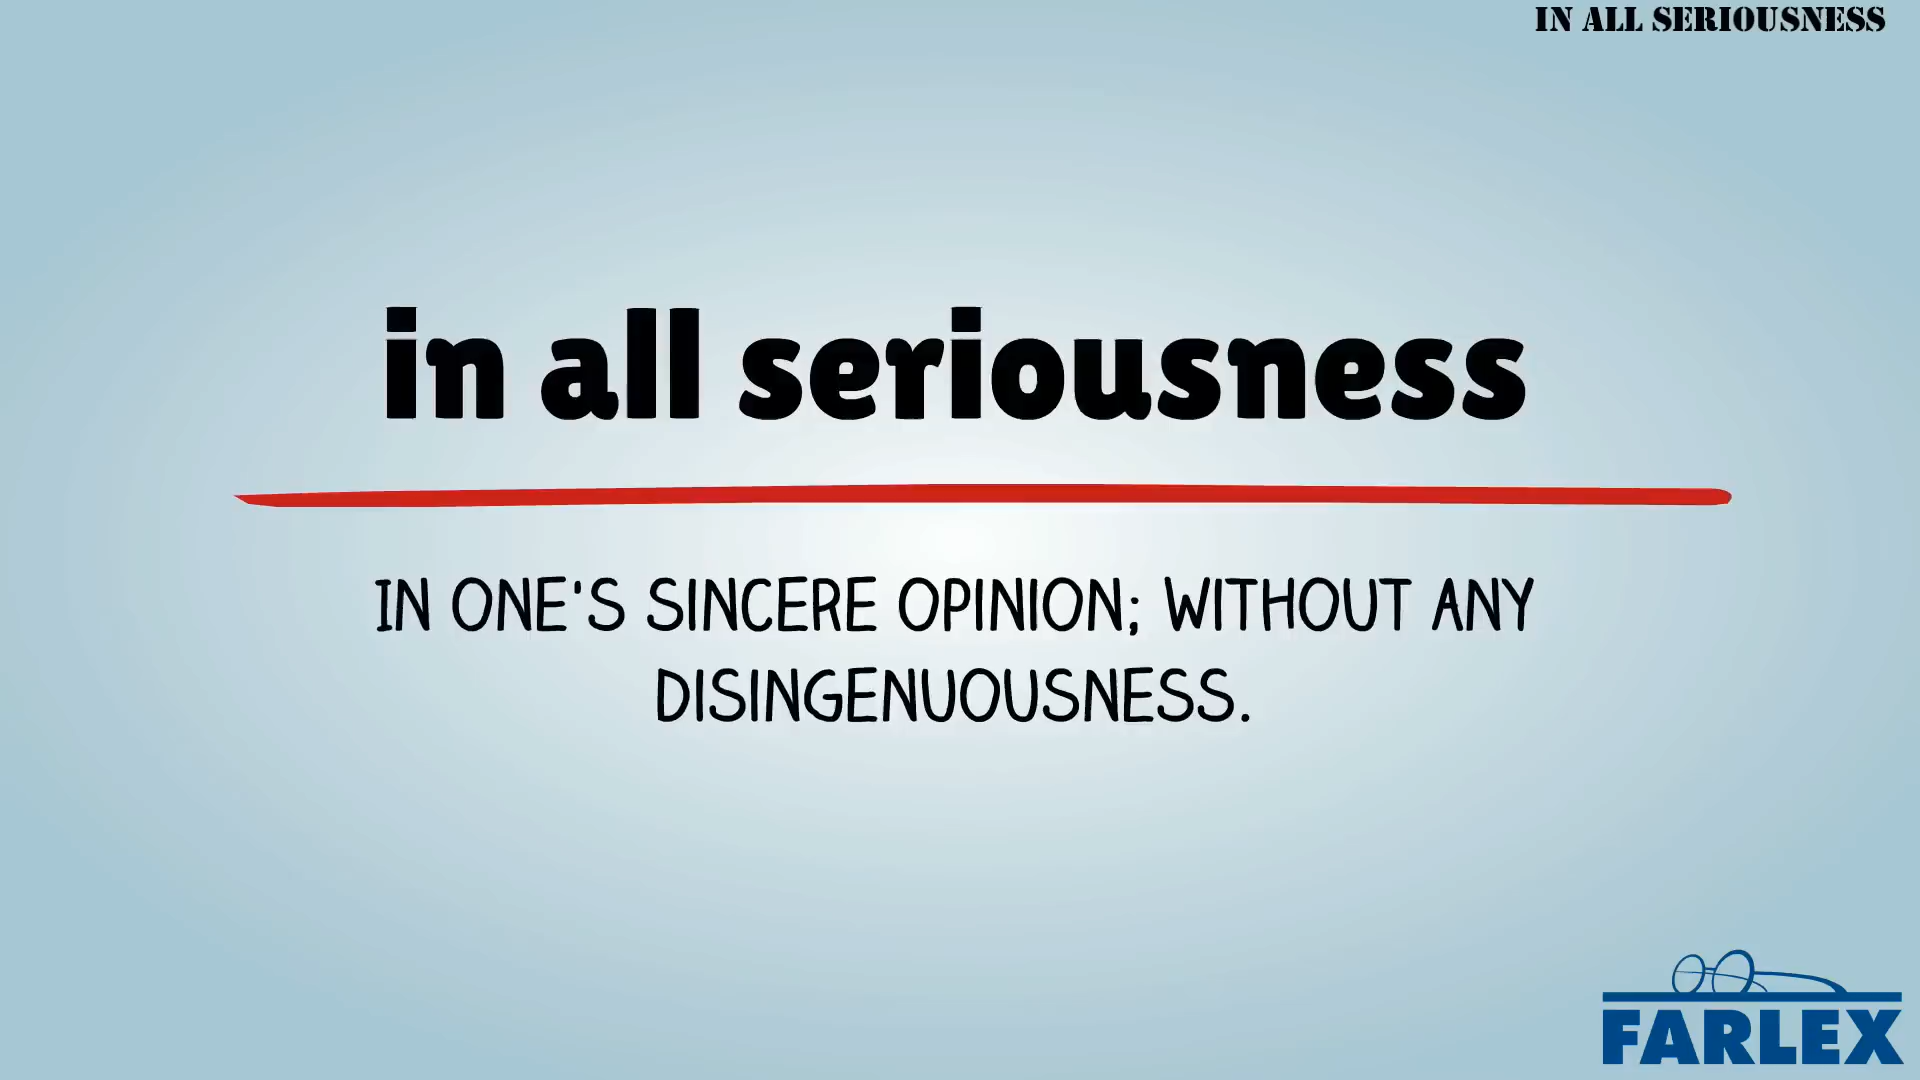 IN ALL SERIOUSNESS
in all seriousness
IN ONE'S SINCERE OPINION; WITHOUT ANY
DISINGENUOUSNESS.
FARLEX